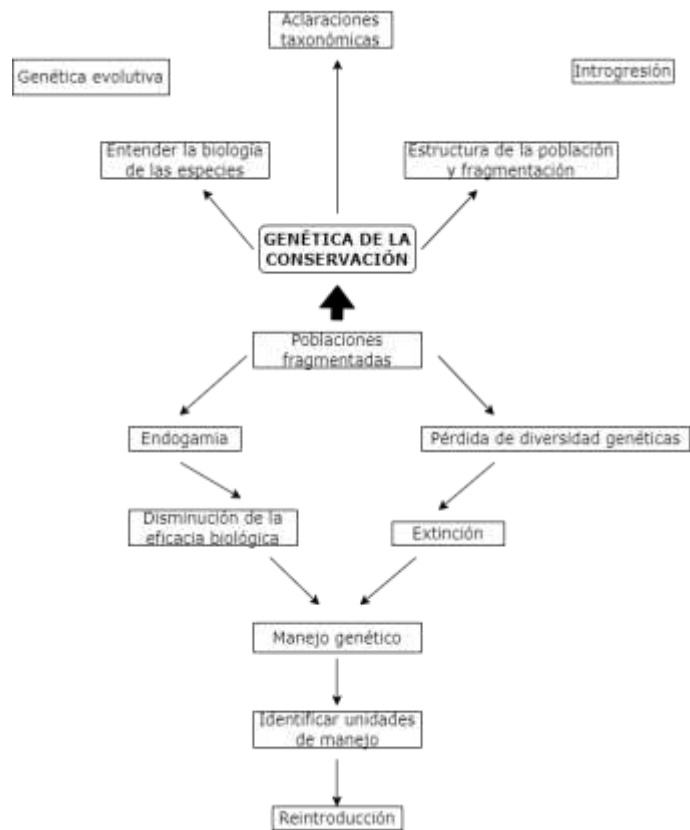 Aclaraciones
taxonómicas
Genética evolutiva
Introgresión
Entender la biología
de las especies
Estructura de la población
y fragmentación
GENÉTICA DE LA
CONSERVACIÓN
Poblaciones
fragmentadas
Endogamia
Pérdida de diversidad genéticas
Disminución de la
eficacia biológica
Extinción
Manejo genético
Identificar unidades
de manejo
Reintroducción